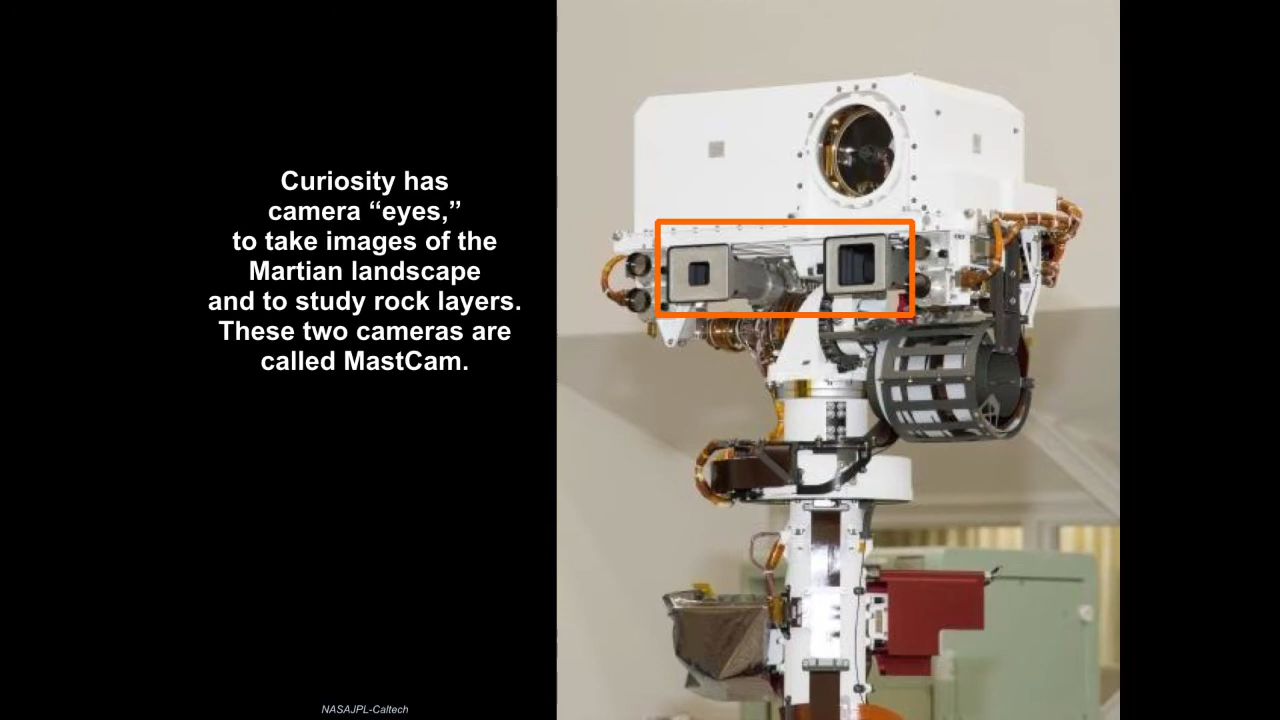 Curiosity has
camera “eyes,”
to take images of the
Martian landscape
and to study rock layers.
These two cameras are
called MastCam.
NASAJPL-Caltech